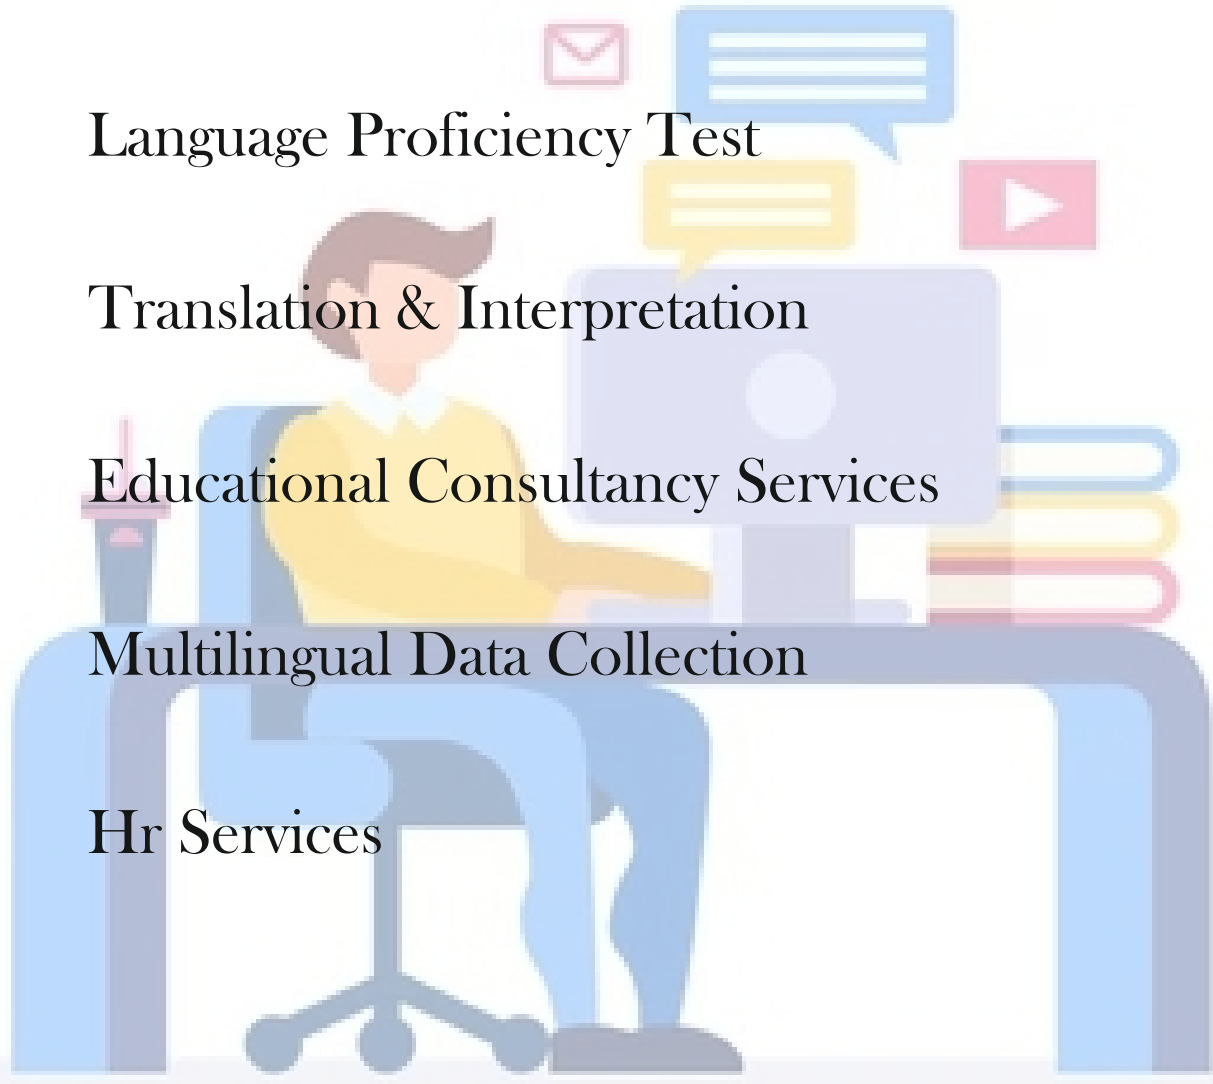 Language Proficiency Test
Translation & Interpretation
Educational Consultancy Services
Multilingual Data Collection
Hr Services